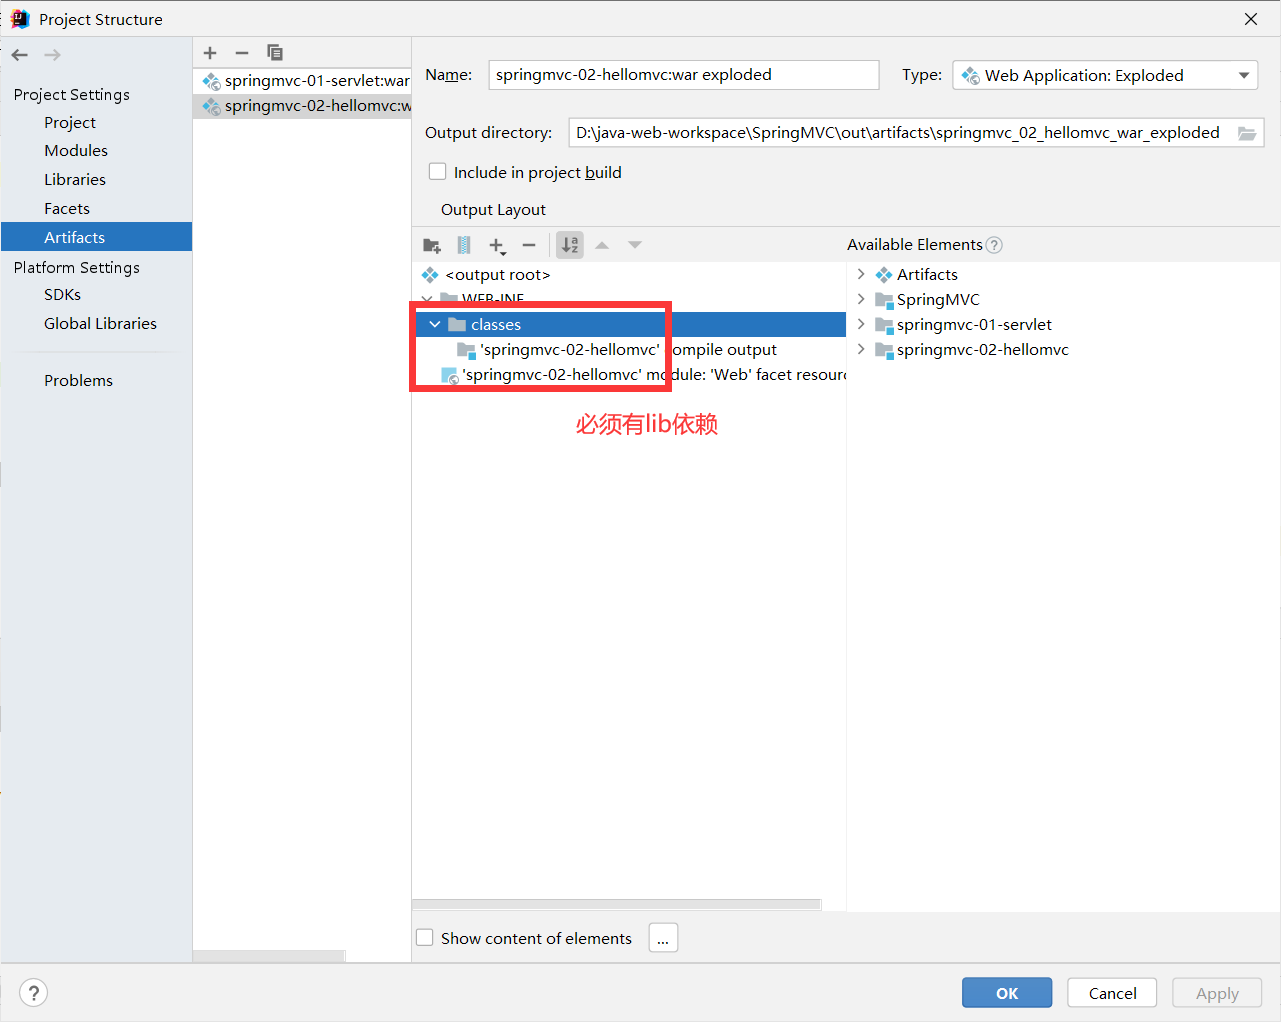 Project Structure
Project Settings
Project
Modules
Libraries
Facets
Artifacts
Platform Settings
SDKs
Global Libraries
Problems
springmvc-01-servlet:war
springmvc-02-hellomvc:w
Name: springmvc-02-hellomvc:war exploded
Type: Web Application: Exploded
Output directory: D:\java-web-workspace\SpringMVC\out\artifacts\springmvc_02_hellomvc_war_exploded
Include in project build
Output Layout
Available Elements ?
<output root>
WEB-INF
classes
'springmvc-02-hellomvc' compile output
'springmvc-02-hellomvc' module: 'Web' facet resourc
必须有lib依赖
Artifacts
SpringMVC
springmvc-01-servlet
springmvc-02-hellomvc
Show content of elements ...
? OK Cancel Apply